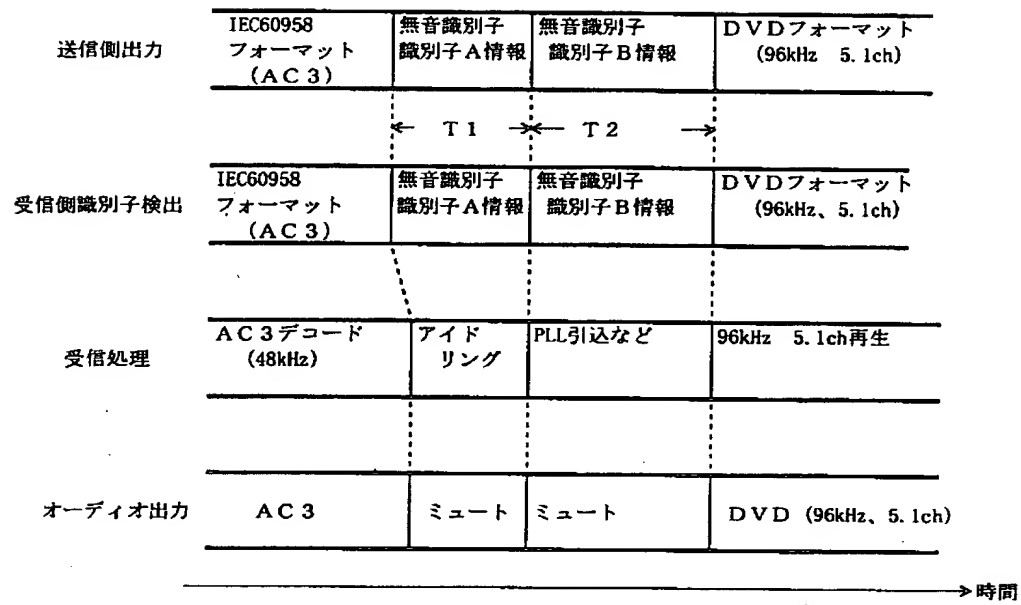 送信側出力
IEC60958
フォーマット
(AC3)
無音識別子
識別子A情報
無音識別子
識別子B情報
DVDフォーマット
(96kHz 5.1ch)
T1
T2
受信側識別子検出
IEC60958
フォーマット
(AC3)
無音識別子
識別子A情報
無音識別子
識別子B情報
DVDフォーマット
(96kHz、5.1ch)
受信処理
AC3デコード
(48kHz)
アイド
リング
PLL引込など
96kHz 5.1ch再生
オーディオ出力
AC3
ミュート
ミュート
DVD (96kHz、5.1ch)
時間